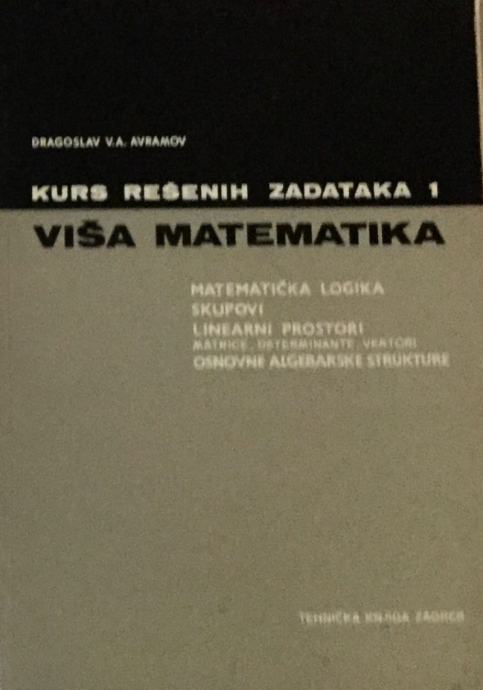 DRAGOSLAV V.A. AVRAMOV
KURS REŠENIH ZADATAKA 1
VIŠA MATEMATIKA
MATEMATIČKA LOGIKA
SKUPOVI
LINEARNI PROSTORI
MATRICE, DETERMINANTE, VEKTORI
OSNOVNE ALGEBARSKE STRUKTURE
TEHNIČKA KNJIGA ZAGREB